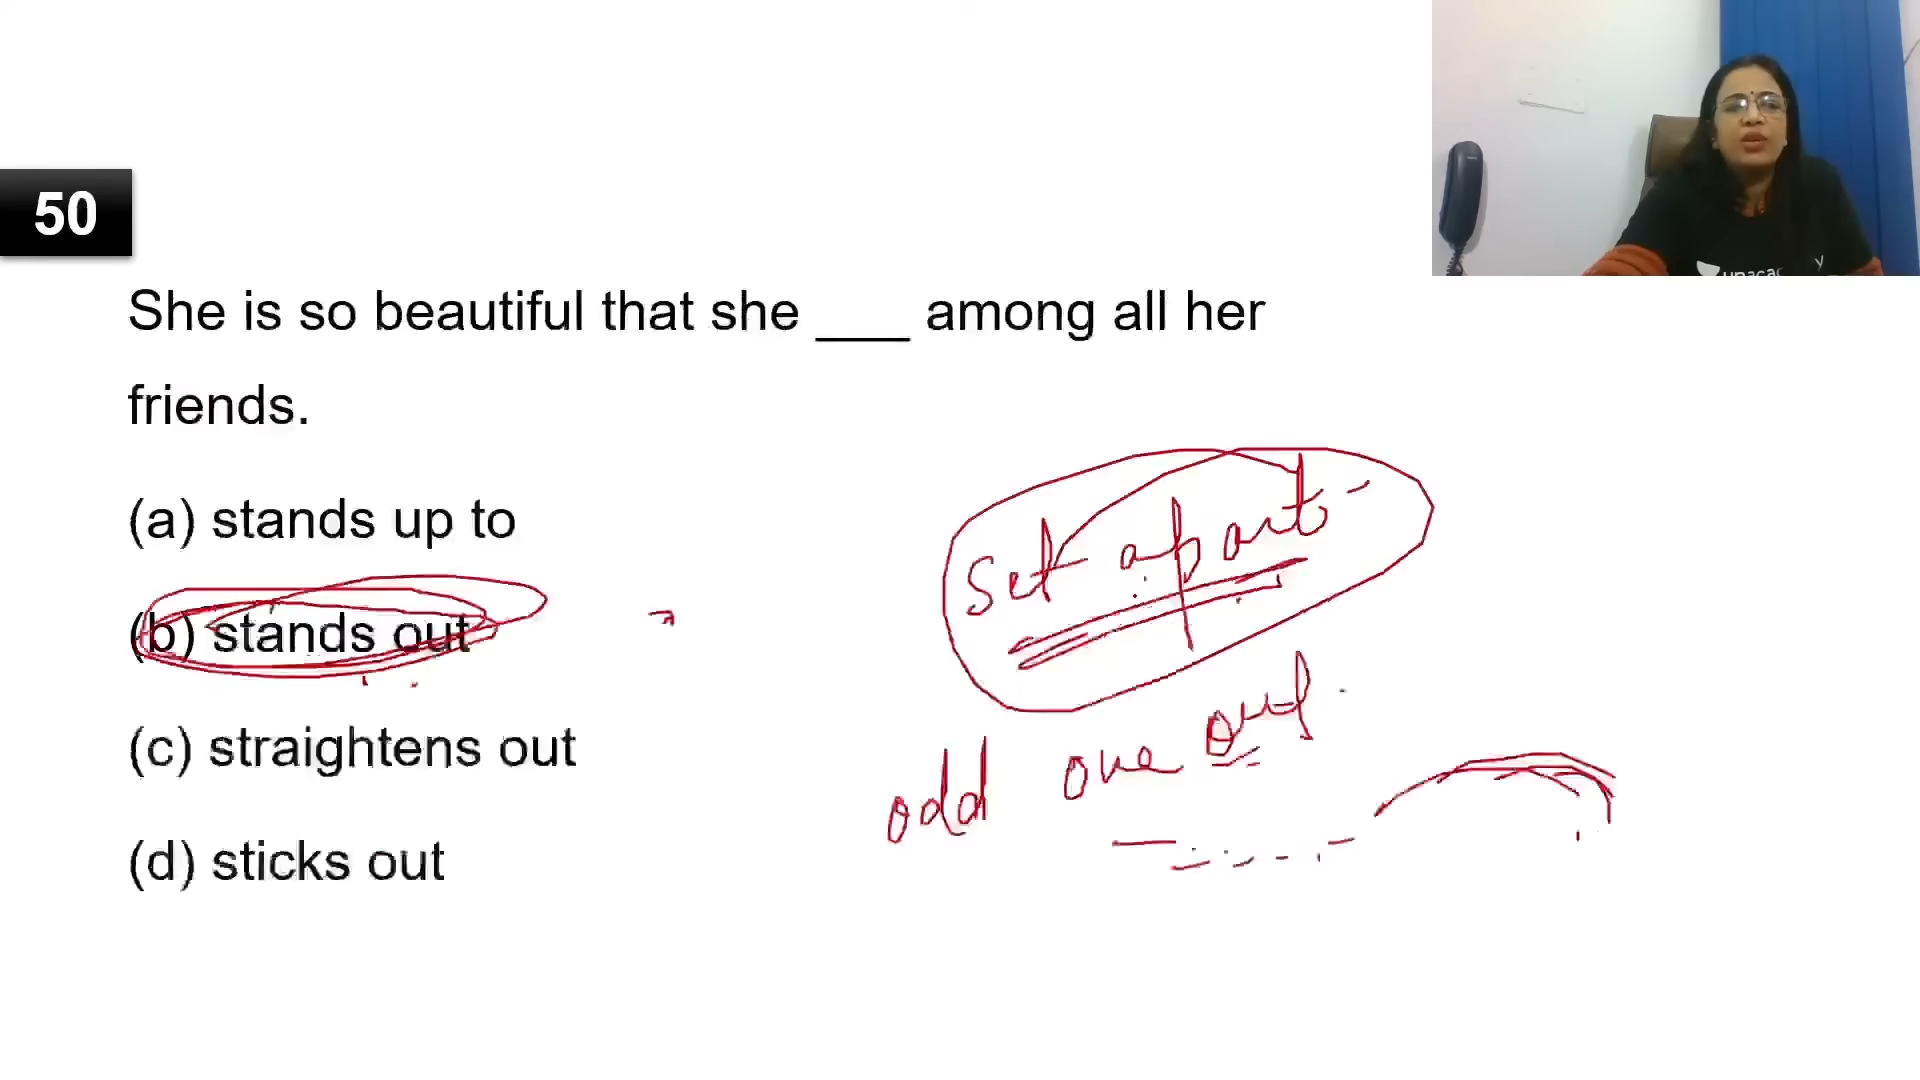 50
She is so beautiful that she ___ among all her
friends.
(a) stands up to
(b) stands out
(c) straightens out
(d) sticks out
set apart
odd one out